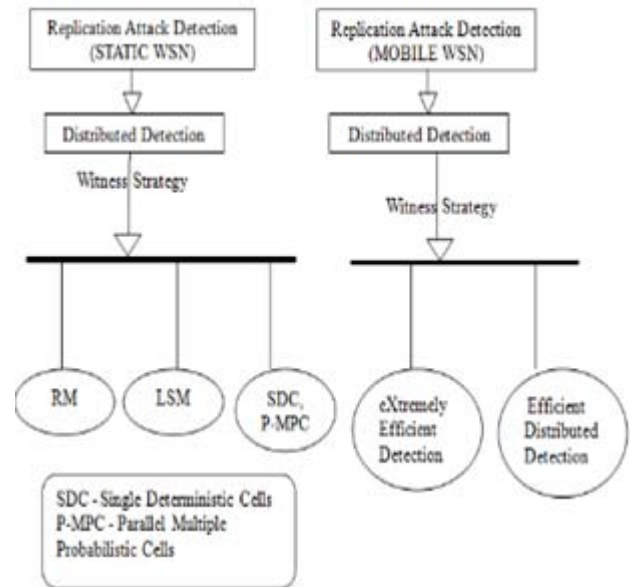 Replication Attack Detection
(STATIC WSN)
Distributed Detection
Witness Strategy
RM
LSM
SDC,
P-MPC
SDC - Single Deterministic Cells
P-MPC - Parallel Multiple
Probabilistic Cells
Replication Attack Detection
(MOBILE WSN)
Distributed Detection
Witness Strategy
eXtremely
Efficient
Detection
Efficient
Distributed
Detection